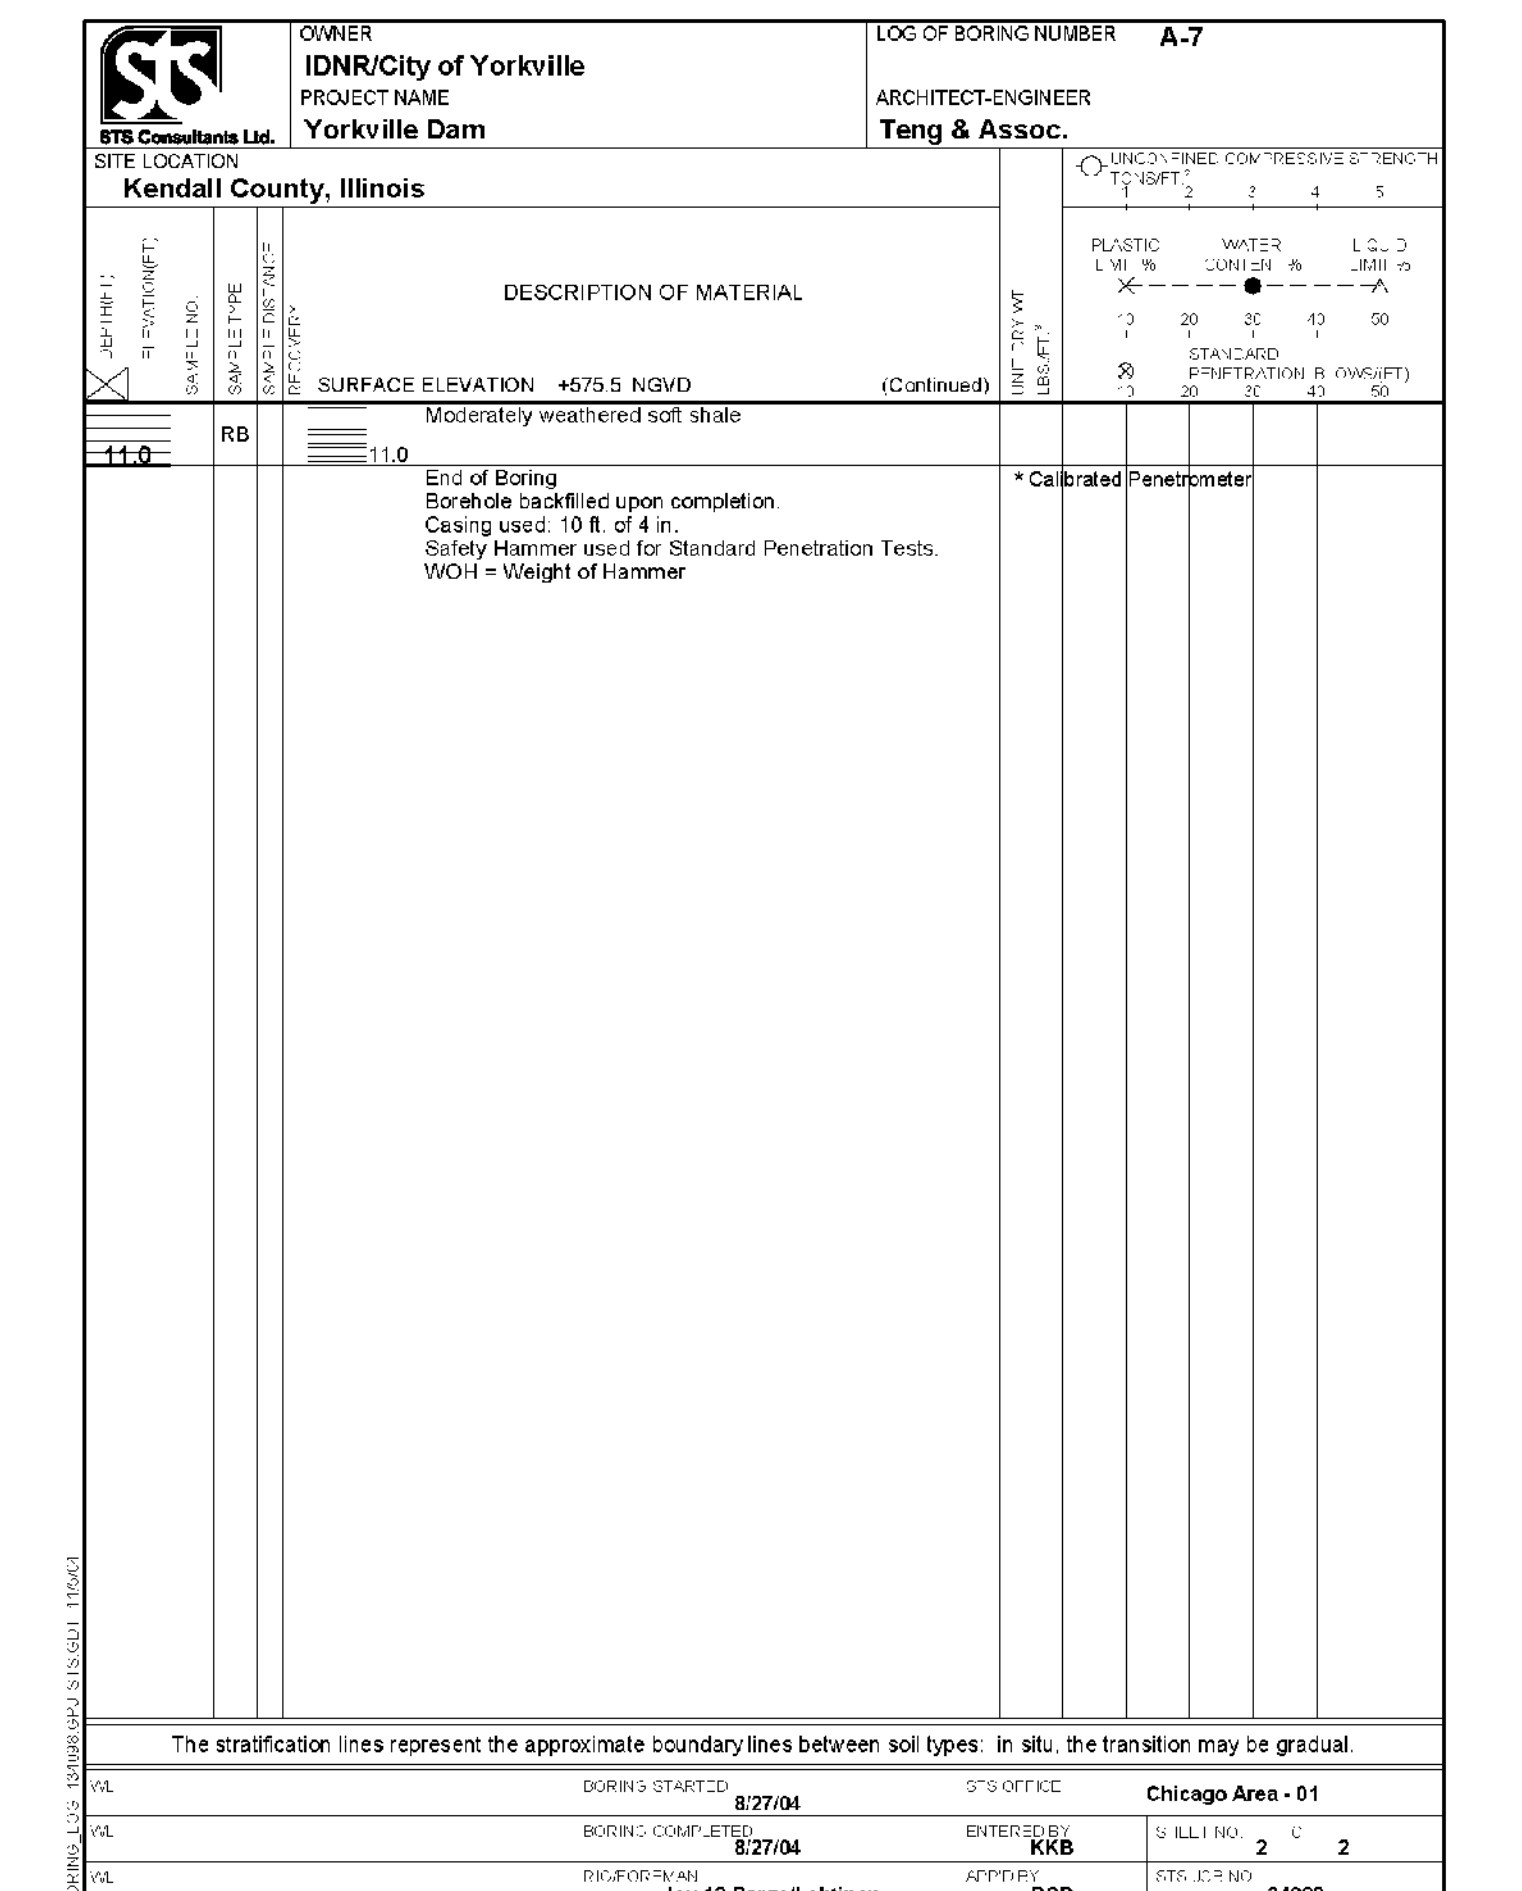 STS
STS Consultants Ltd.
OWNER
IDNR/City of Yorkville
PROJECT NAME
Yorkville Dam
LOG OF BORING NUMBER A-7
ARCHITECT-ENGINEER
Teng & Assoc.
SITE LOCATION
Kendall County, Illinois
UNCONFINED COMPRESSIVE STRENGTH
TONS/FT.2
1 2 3 4 5
DEPTH(FT)
ELEVATION(FT)
SAMPLE NO.
SAMPLE TYPE
SAMPLE DISTANCE
RECOVERY
DESCRIPTION OF MATERIAL
SURFACE ELEVATION +575.5 NGVD (Continued)
UNIT DRY WT
LBS./FT.3
PLASTIC WATER LIQUID
LIMIT % CONTENT % LIMIT %
10 20 30 40 50
STANDARD
PENETRATION BLOWS/(FT)
10 20 30 40 50
RB
Moderately weathered soft shale
11.0 11.0
End of Boring
* Calibrated Penetrometer
Borehole backfilled upon completion.
Casing used: 10 ft. of 4 in.
Safety Hammer used for Standard Penetration Tests.
WOH = Weight of Hammer
The stratification lines represent the approximate boundary lines between soil types: in situ, the transition may be gradual.
WL BORING STARTED 8/27/04 STS OFFICE Chicago Area - 01
WL BORING COMPLETED 8/27/04 ENTERED BY KKB SHEET NO. 2 OF 2
WL RIG/FOREMAN APP'D BY STS JOB NO.